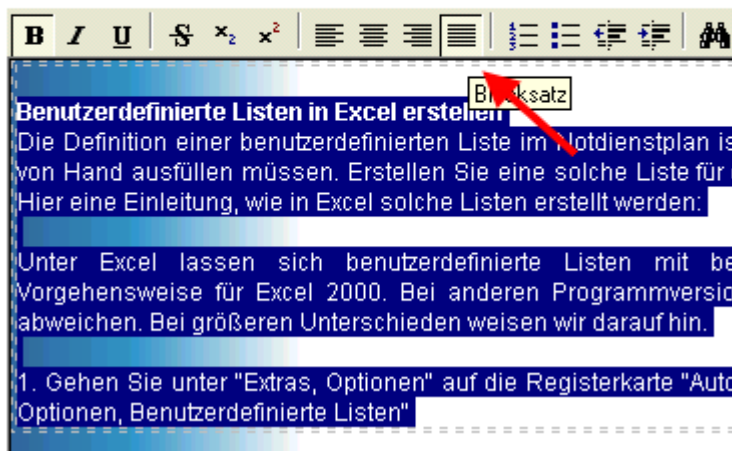 B I U S x₂ x²
Blocksatz
Benutzerdefinierte Listen in Excel erstellen
Die Definition einer benutzerdefinierten Liste im Notdienstplan is
von Hand ausfüllen müssen. Erstellen Sie eine solche Liste für
Hier eine Einleitung, wie in Excel solche Listen erstellt werden:
Unter Excel lassen sich benutzerdefinierte Listen mit be
Vorgehensweise für Excel 2000. Bei anderen Programmversio
abweichen. Bei größeren Unterschieden weisen wir darauf hin.
1. Gehen Sie unter "Extras, Optionen" auf die Registerkarte "Auto
Optionen, Benutzerdefinierte Listen"